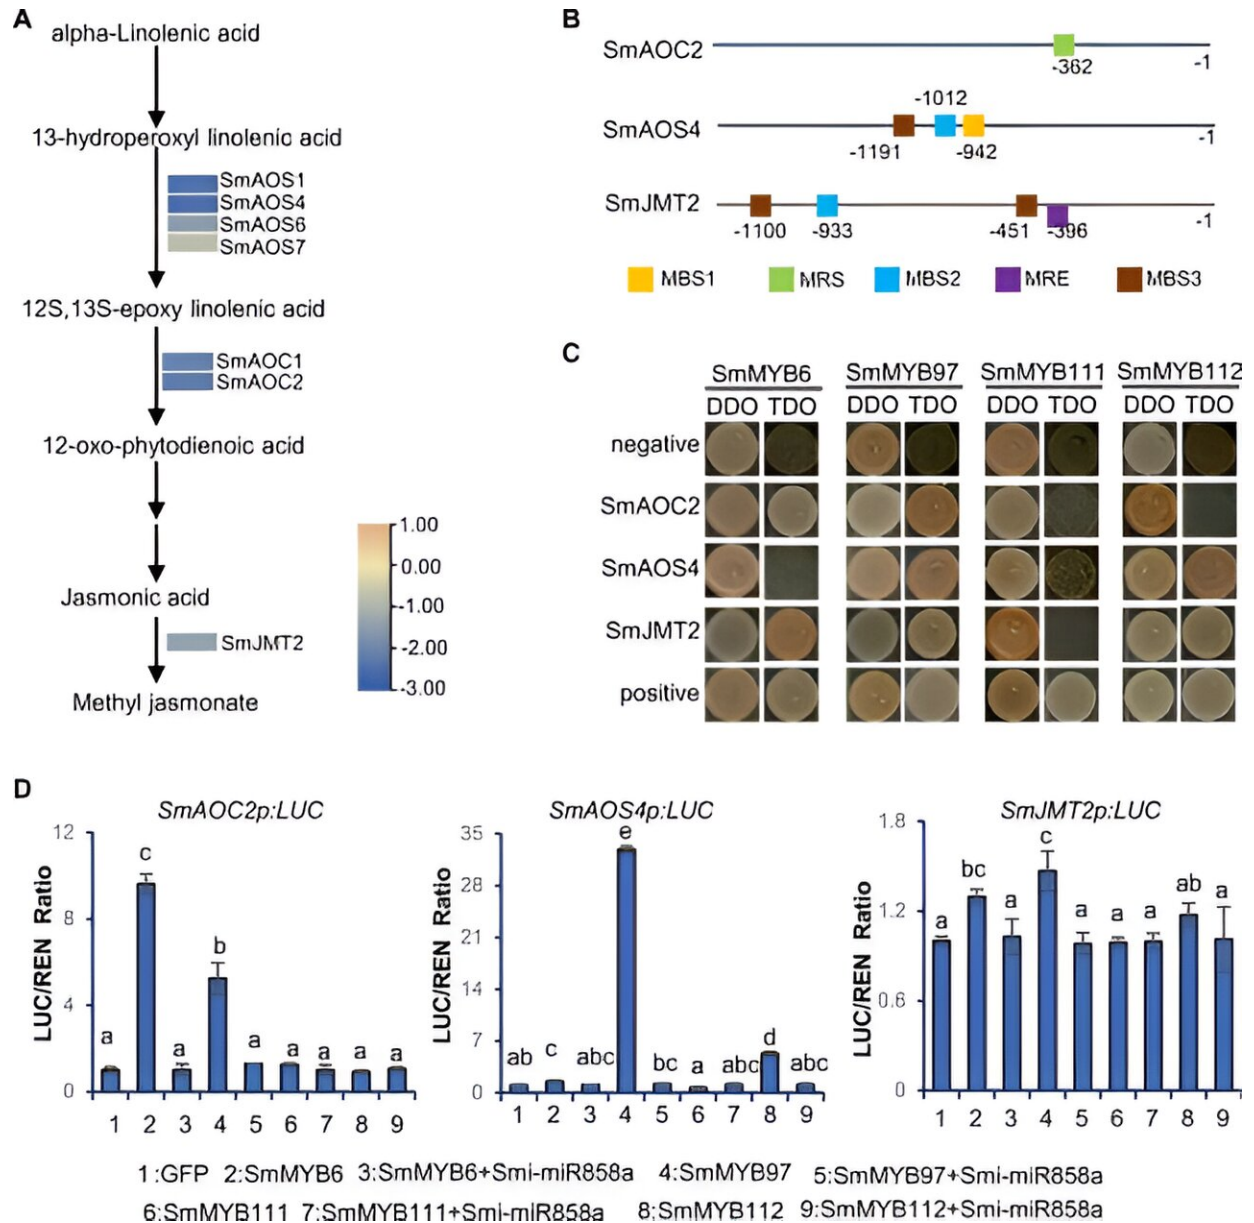 A
alpha-Linolenic acid
13-hydroperoxyl linolenic acid
SmAOS1
SmAOS4
SmAOS6
SmAOS7
12S,13S-epoxy linolenic acid
SmAOC1
SmAOC2
12-oxo-phytodienoic acid
Jasmonic acid
SmJMT2
Methyl jasmonate
1.00
0.00
-1.00
-2.00
-3.00
B
SmAOC2
-362
-1
-1012
SmAOS4
-1191
-942
-1
SmJMT2
-1100
-933
-451
-396
-1
MBS1 MRS MBS2 MRE MBS3
C
SmMYB6 SmMYB97 SmMYB111 SmMYB112
DDO TDO DDO TDO DDO TDO DDO TDO
negative
SmAOC2
SmAOS4
SmJMT2
positive
D
SmAOC2p:LUC
LUC/REN Ratio
12
8
4
0
a c a b a a a a a
1 2 3 4 5 6 7 8 9
SmAOS4p:LUC
LUC/REN Ratio
35
28
21
14
7
0
ab c abc e bc a abc d abc
1 2 3 4 5 6 7 8 9
SmJMT2p:LUC
LUC/REN Ratio
1.8
1.2
0.6
0
a bc a c a a a ab a
1 2 3 4 5 6 7 8 9
1:GFP 2:SmMYB6 3:SmMYB6+Smi-miR858a 4:SmMYB97 5:SmMYB97+Smi-miR858a
6:SmMYB111 7:SmMYB111+Smi-miR858a 8:SmMYB112 9:SmMYB112+Smi-miR858a